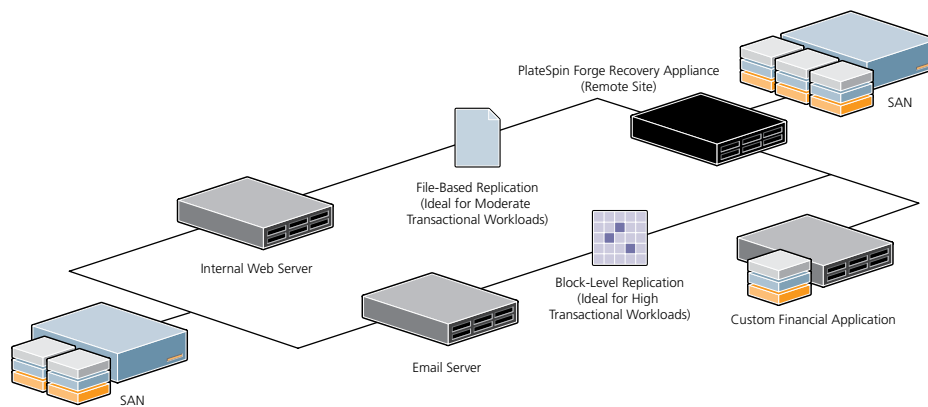 PlateSpin Forge Recovery Appliance
(Remote Site)
SAN
File-Based Replication
(Ideal for Moderate
Transactional Workloads)
Internal Web Server
Block-Level Replication
(Ideal for High
Transactional Workloads)
Custom Financial Application
Email Server
SAN